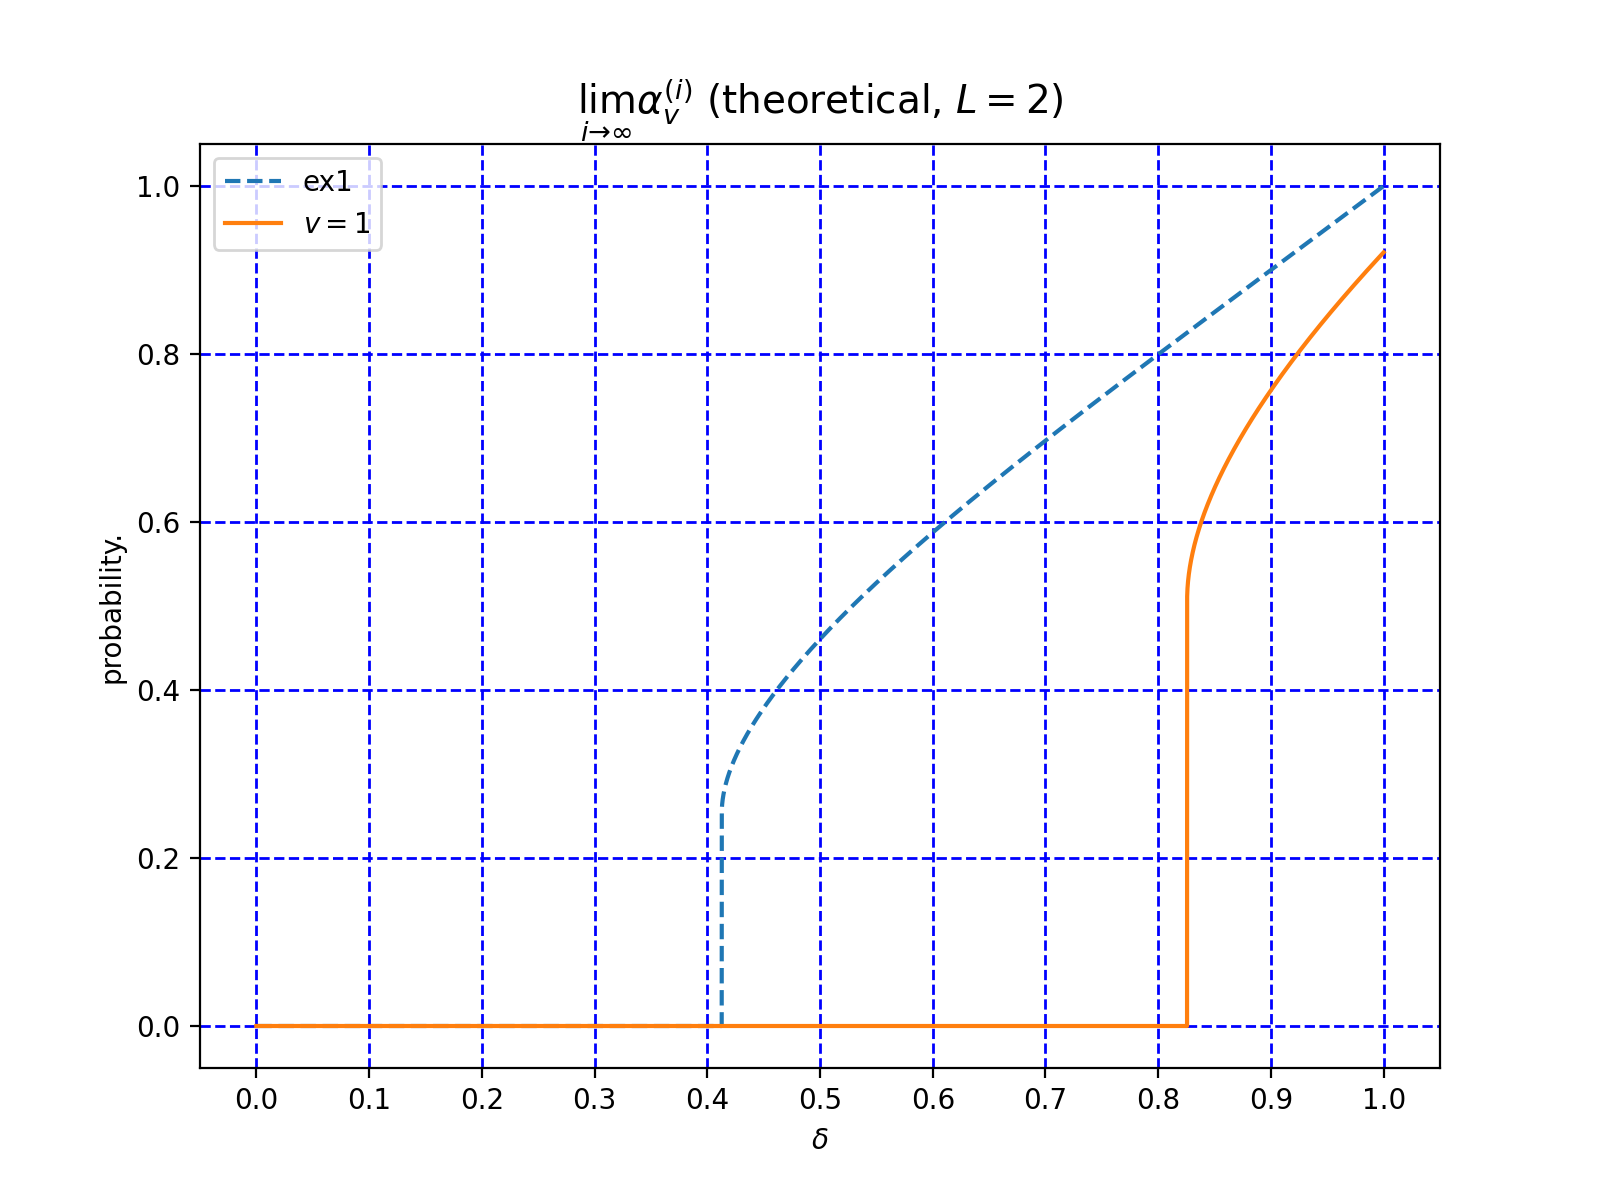 lim α_v^(i) (theoretical, L = 2)
i→∞
ex1
v = 1
probability.
1.0
0.8
0.6
0.4
0.2
0.0
0.0 0.1 0.2 0.3 0.4 0.5 0.6 0.7 0.8 0.9 1.0
δ